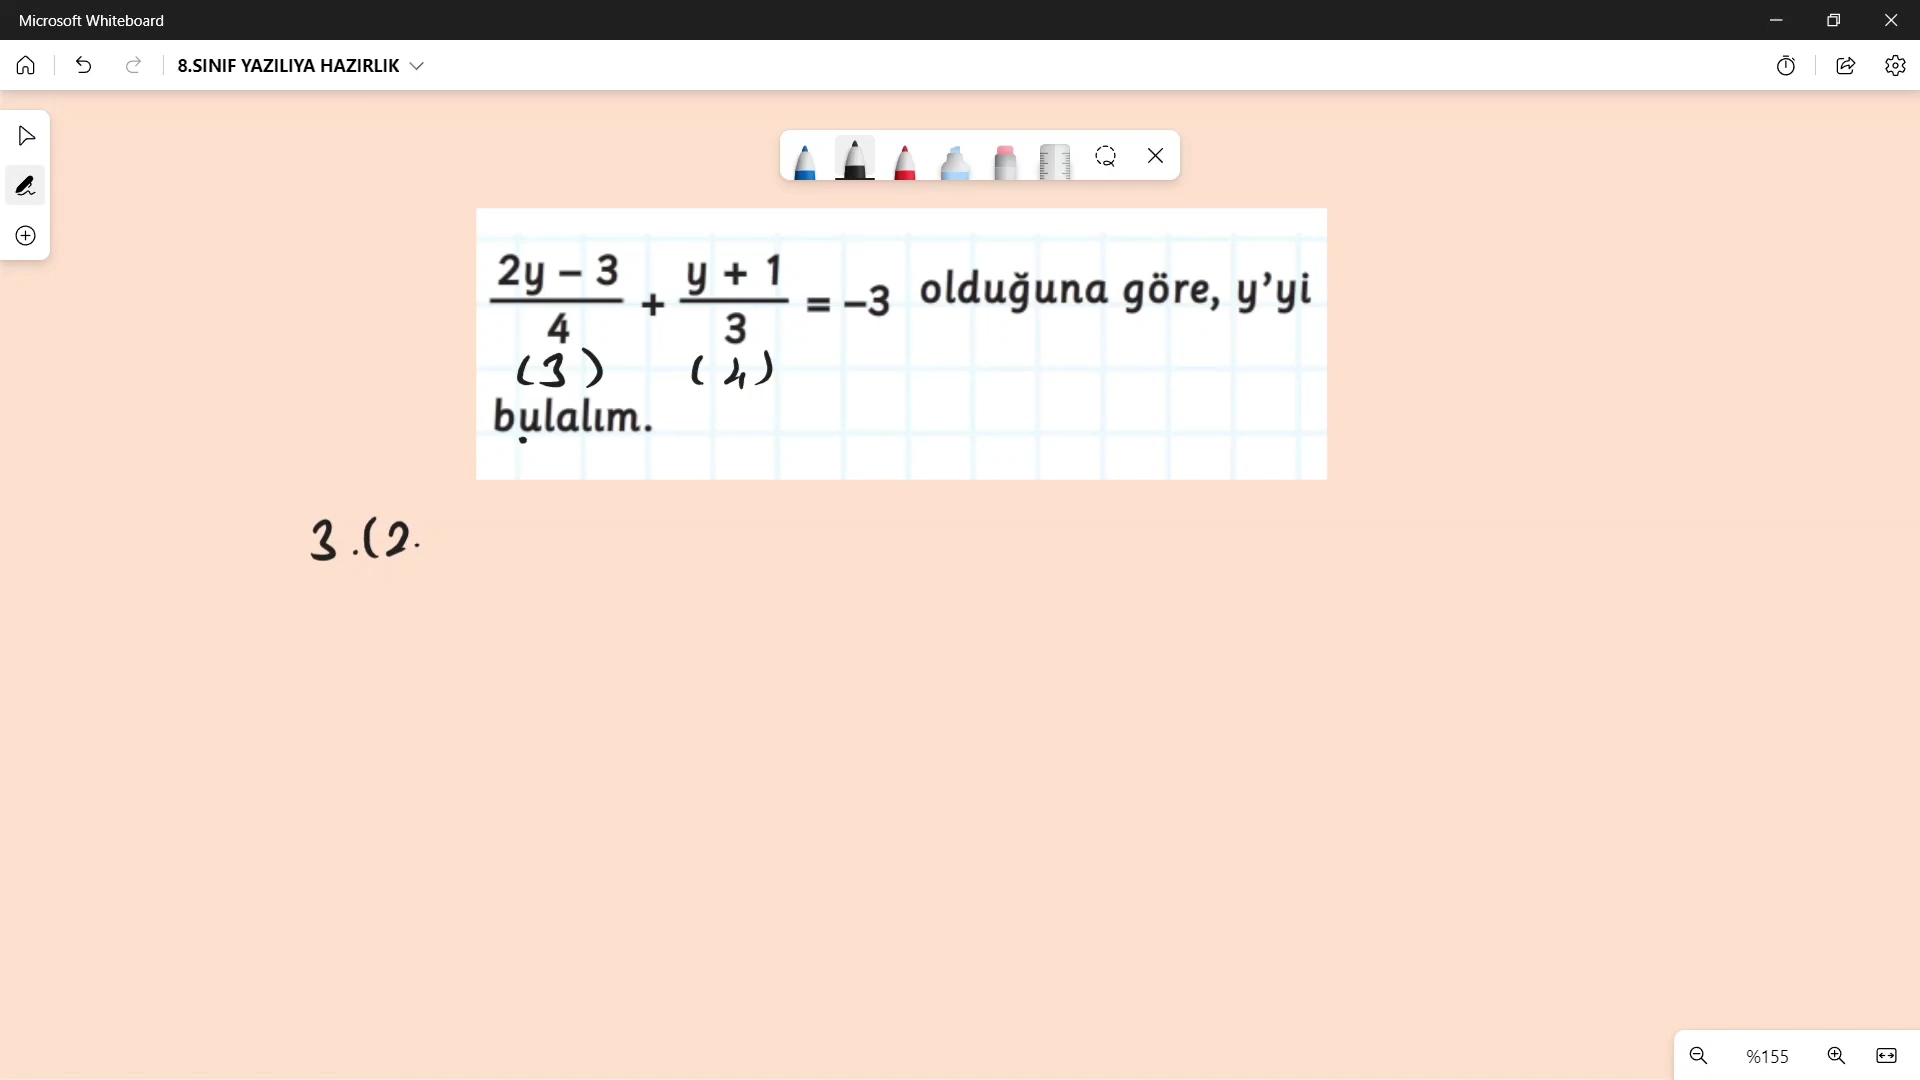 Microsoft Whiteboard
8.SINIF YAZILIYA HAZIRLIK
2y – 3 / 4 + y + 1 / 3 = –3 olduğuna göre, y’yi
(3) (4)
bulalım.
3 .(2.
%155